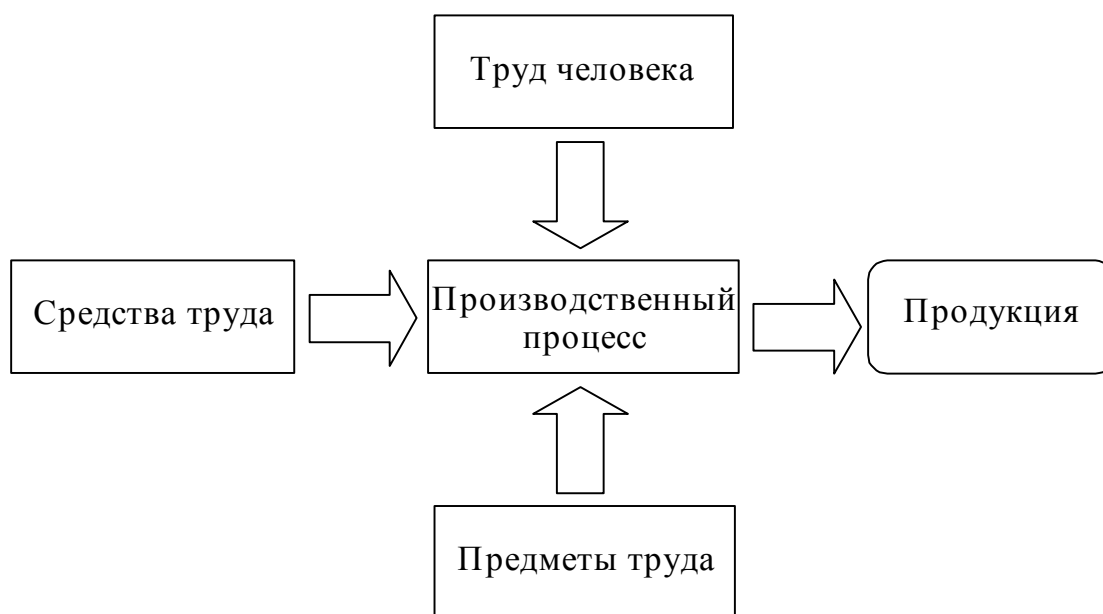 Труд человека
Средства труда
Производственный
процесс
Продукция
Предметы труда